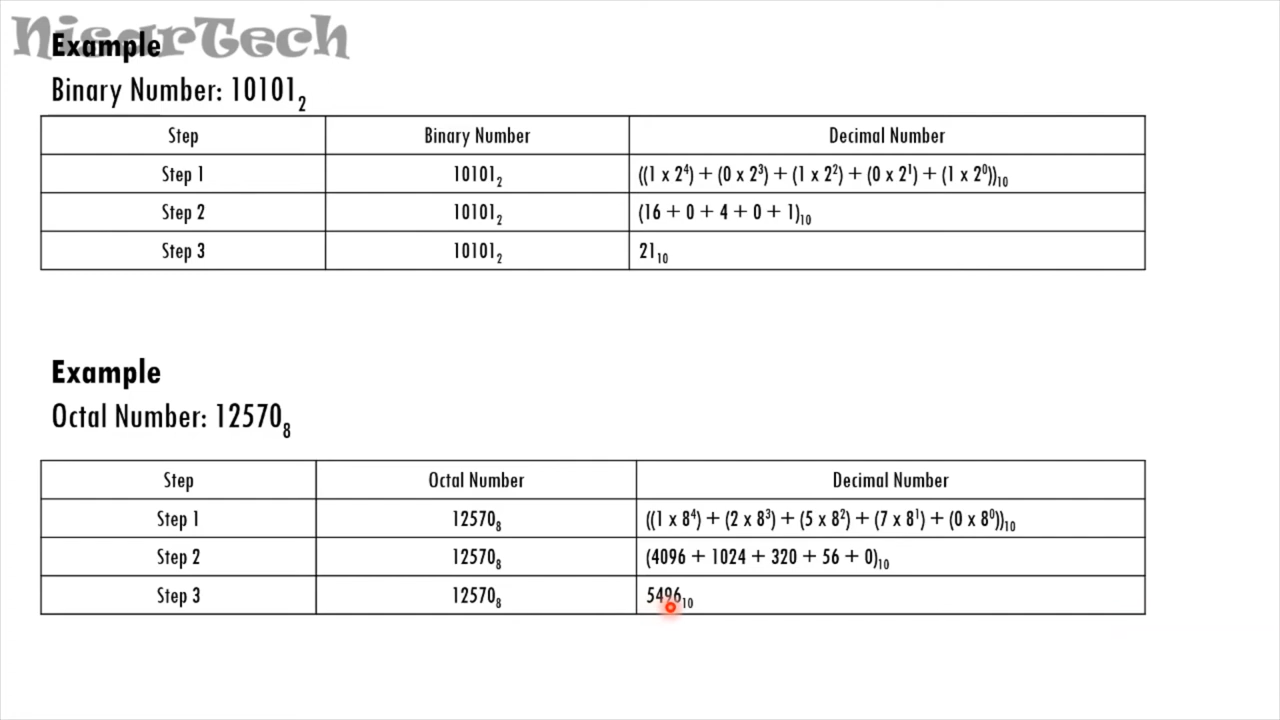 NisarTech
Example
Binary Number: 10101₂
Step Binary Number Decimal Number
Step 1 10101₂ ((1 x 2⁴) + (0 x 2³) + (1 x 2²) + (0 x 2¹) + (1 x 2⁰))₁₀
Step 2 10101₂ (16 + 0 + 4 + 0 + 1)₁₀
Step 3 10101₂ 21₁₀
Example
Octal Number: 12570₈
Step Octal Number Decimal Number
Step 1 12570₈ ((1 x 8⁴) + (2 x 8³) + (5 x 8²) + (7 x 8¹) + (0 x 8⁰))₁₀
Step 2 12570₈ (4096 + 1024 + 320 + 56 + 0)₁₀
Step 3 12570₈ 5496₁₀